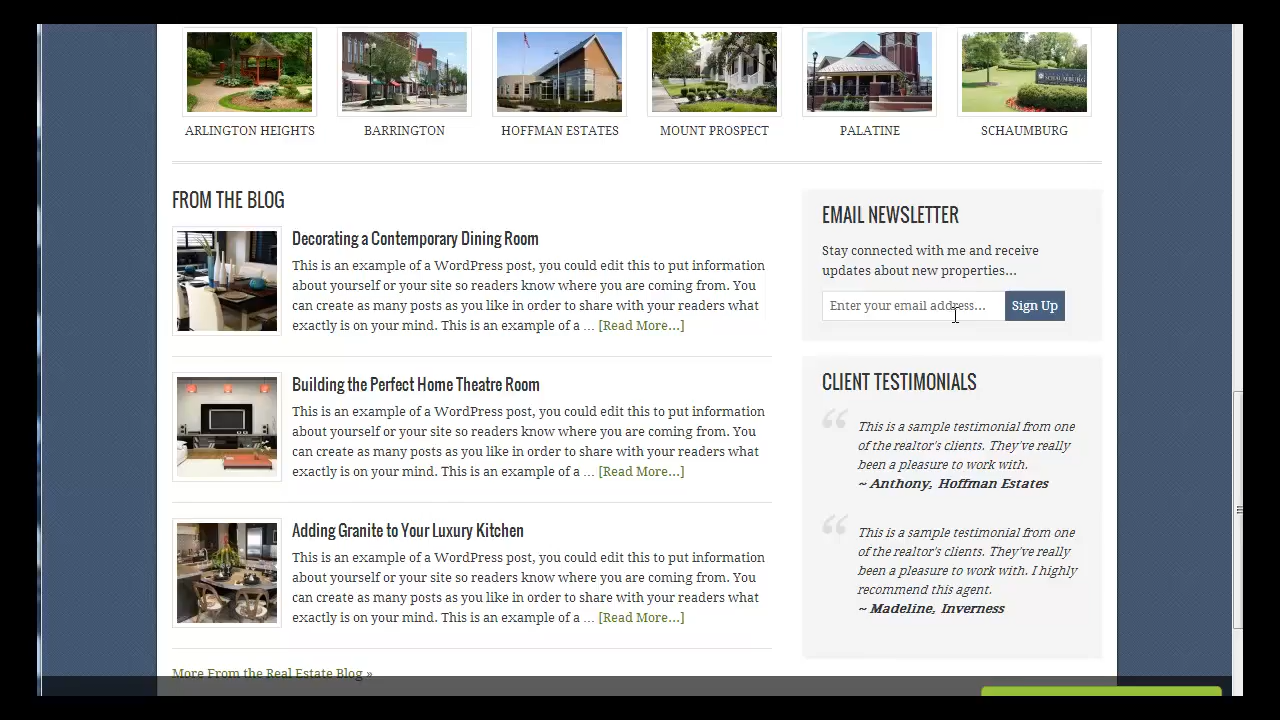 ARLINGTON HEIGHTS
BARRINGTON
HOFFMAN ESTATES
MOUNT PROSPECT
PALATINE
SCHAUMBURG
FROM THE BLOG
Decorating a Contemporary Dining Room
This is an example of a WordPress post, you could edit this to put information
about yourself or your site so readers know where you are coming from. You
can create as many posts as you like in order to share with your readers what
exactly is on your mind. This is an example of a ... [Read More...]
Building the Perfect Home Theatre Room
This is an example of a WordPress post, you could edit this to put information
about yourself or your site so readers know where you are coming from. You
can create as many posts as you like in order to share with your readers what
exactly is on your mind. This is an example of a ... [Read More...]
Adding Granite to Your Luxury Kitchen
This is an example of a WordPress post, you could edit this to put information
about yourself or your site so readers know where you are coming from. You
can create as many posts as you like in order to share with your readers what
exactly is on your mind. This is an example of a ... [Read More...]
More From the Real Estate Blog »
EMAIL NEWSLETTER
Stay connected with me and receive
updates about new properties...
Enter your email address...
Sign Up
CLIENT TESTIMONIALS
This is a sample testimonial from one
of the realtor's clients. They've really
been a pleasure to work with.
~ Anthony, Hoffman Estates
This is a sample testimonial from one
of the realtor's clients. They've really
been a pleasure to work with. I highly
recommend this agent.
~ Madeline, Inverness